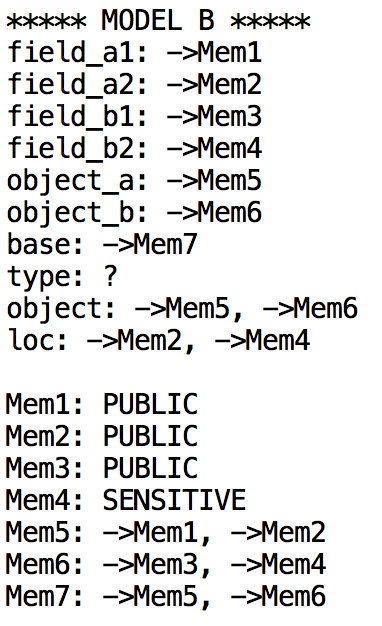 ***** MODEL B *****
field_a1: ->Mem1
field_a2: ->Mem2
field_b1: ->Mem3
field_b2: ->Mem4
object_a: ->Mem5
object_b: ->Mem6
base: ->Mem7
type: ?
object: ->Mem5, ->Mem6
loc: ->Mem2, ->Mem4
Mem1: PUBLIC
Mem2: PUBLIC
Mem3: PUBLIC
Mem4: SENSITIVE
Mem5: ->Mem1, ->Mem2
Mem6: ->Mem3, ->Mem4
Mem7: ->Mem5, ->Mem6